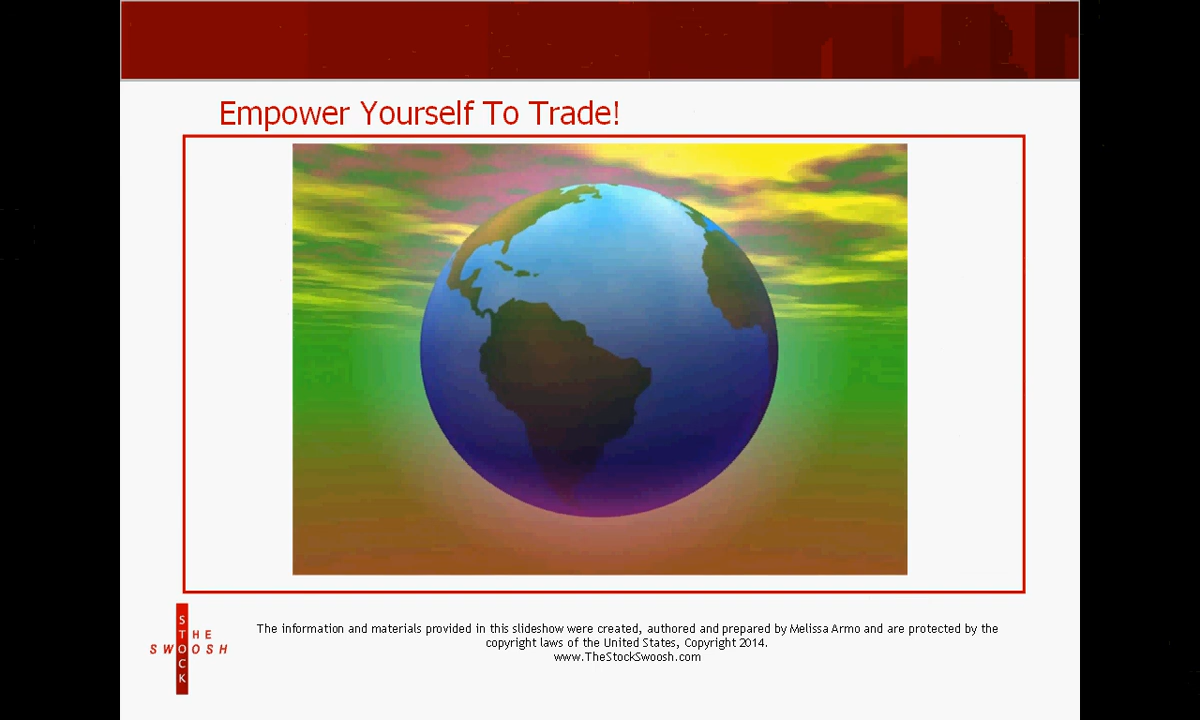 Empower Yourself To Trade!
THE
STOCK
SWOOSH
The information and materials provided in this slideshow were created, authored and prepared by Melissa Armo and are protected by the
copyright laws of the United States, Copyright 2014.
www.TheStockSwoosh.com